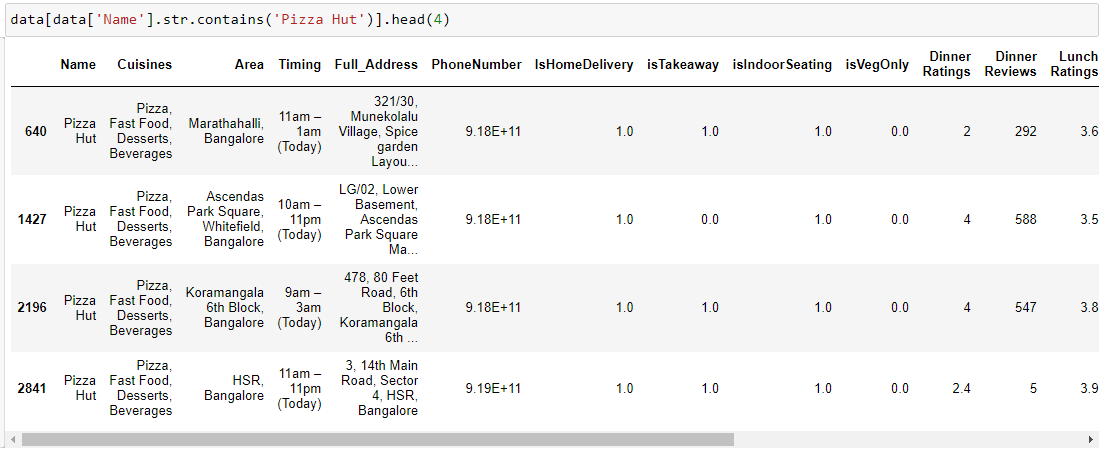 data[data['Name'].str.contains('Pizza Hut')].head(4)
Name Cuisines Area Timing Full_Address PhoneNumber IsHomeDelivery isTakeaway isIndoorSeating isVegOnly Dinner Ratings Dinner Reviews Lunch Ratings
640 Pizza Hut Pizza, Fast Food, Desserts, Beverages Marathahalli, Bangalore 11am – 1am (Today) 321/30, Munekolalu Village, Spice garden Layou... 9.18E+11 1.0 1.0 1.0 0.0 2 292 3.6
1427 Pizza Hut Pizza, Fast Food, Desserts, Beverages Ascendas Park Square, Whitefield, Bangalore 10am – 11pm (Today) LG/02, Lower Basement, Ascendas Park Square Ma... 9.18E+11 1.0 0.0 1.0 0.0 4 588 3.5
2196 Pizza Hut Pizza, Fast Food, Desserts, Beverages Koramangala 6th Block, Bangalore 9am – 3am (Today) 478, 80 Feet Road, 6th Block, Koramangala 6th ... 9.18E+11 1.0 1.0 1.0 0.0 4 547 3.8
2841 Pizza Hut Pizza, Fast Food, Desserts, Beverages HSR, Bangalore 11am – 11pm (Today) 3, 14th Main Road, Sector 4, HSR, Bangalore 9.19E+11 1.0 1.0 1.0 0.0 2.4 5 3.9